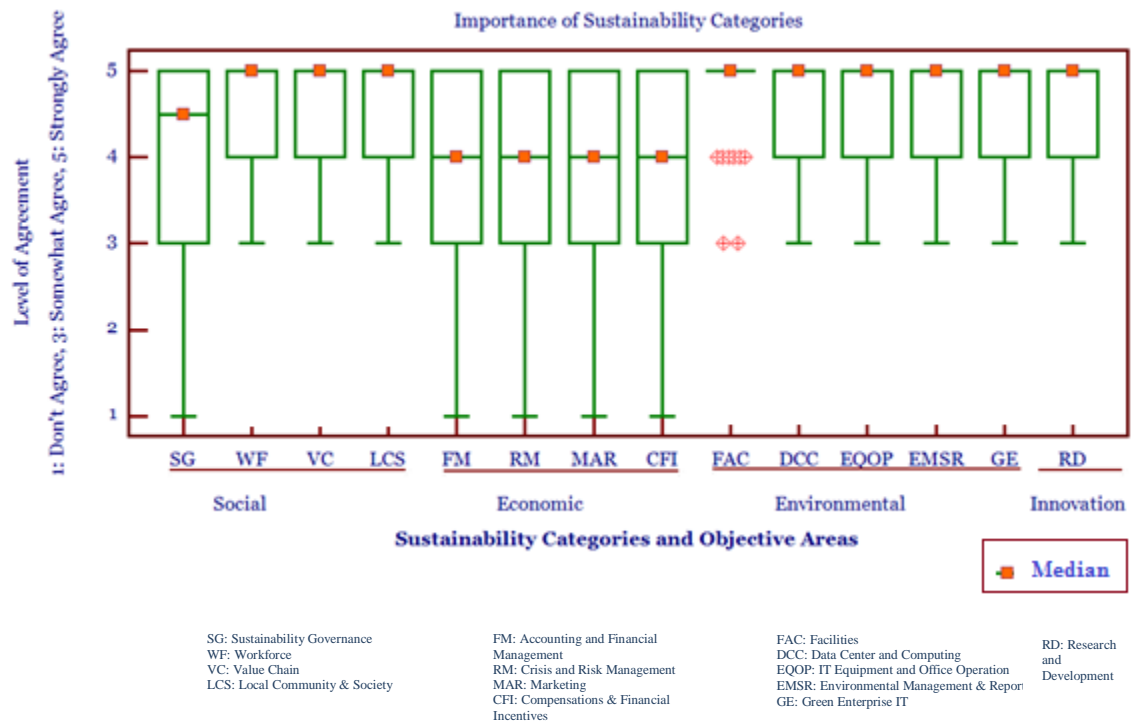 Importance of Sustainability Categories
Level of Agreement
1: Don't Agree, 3: Somewhat Agree, 5: Strongly Agree
5
4
3
2
1
SG WF VC LCS FM RM MAR CFI FAC DCC EQOP EMSR GE RD
Social Economic Environmental Innovation
Sustainability Categories and Objective Areas
Median
SG: Sustainability Governance
WF: Workforce
VC: Value Chain
LCS: Local Community & Society
FM: Accounting and Financial
Management
RM: Crisis and Risk Management
MAR: Marketing
CFI: Compensations & Financial
Incentives
FAC: Facilities
DCC: Data Center and Computing
EQOP: IT Equipment and Office Operation
EMSR: Environmental Management & Report
GE: Green Enterprise IT
RD: Research
and
Development